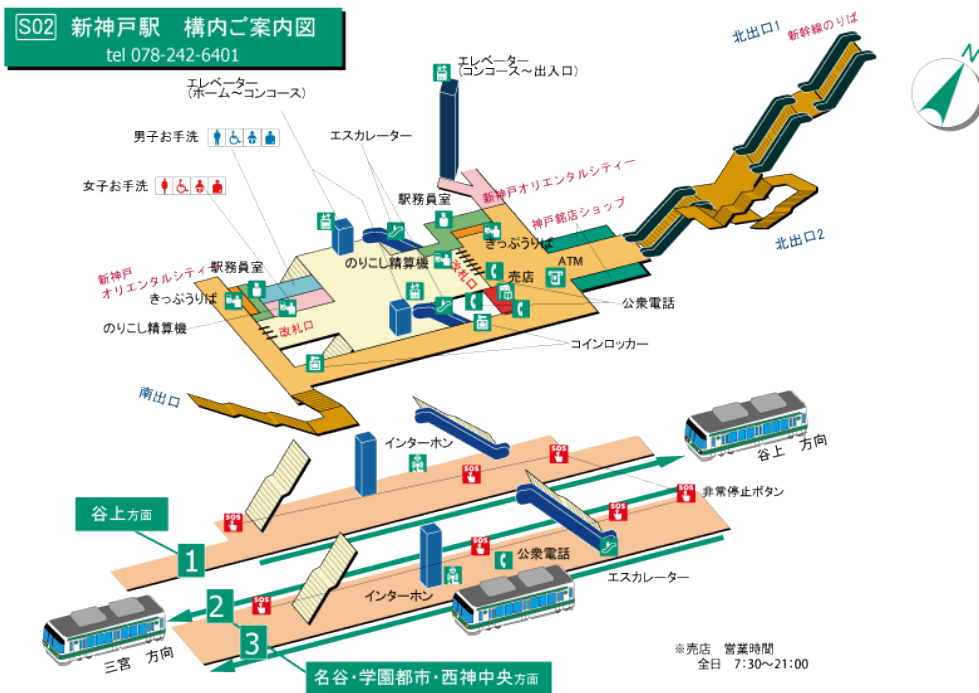 S02 新神戸駅 構内ご案内図
tel 078-242-6401
北出口1
新幹線のりば
N
エレベーター
(コンコース～出入口)
エレベーター
(ホーム～コンコース)
男子お手洗
エスカレーター
女子お手洗
駅務員室
新神戸オリエンタルシティー
神戸銘店ショップ
北出口2
きっぷうりば
新神戸
オリエンタルシティー
駅務員室
のりこし精算機
改札口
売店
ATM
きっぷうりば
公衆電話
のりこし精算機
改札口
コインロッカー
南出口
インターホン
谷上 方向
SOS
SOS
SOS
非常停止ボタン
SOS
SOS
谷上方面
1
SOS
公衆電話
エスカレーター
インターホン
SOS
2
3
三宮 方向
名谷・学園都市・西神中央方面
※売店 営業時間
全日 7:30～21:00